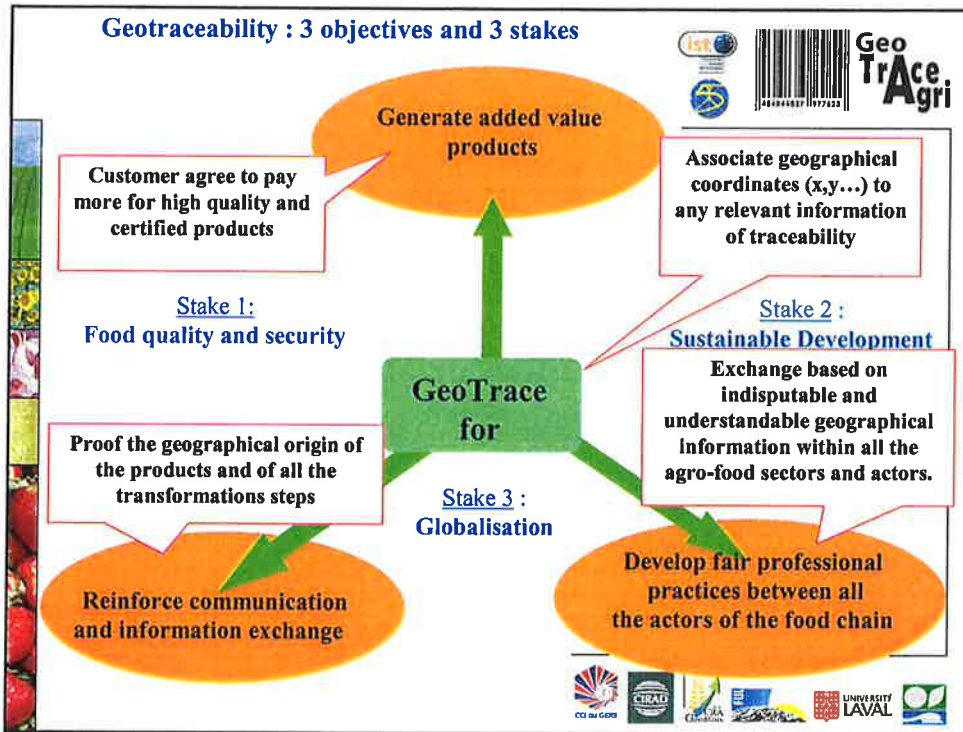 Geotraceability : 3 objectives and 3 stakes
ist
Geo
TrAce
Agri
977623
Generate added value
products
Customer agree to pay
more for high quality and
certified products
Associate geographical
coordinates (x,y...) to
any relevant information
of traceability
Stake 1:
Food quality and security
Stake 2 :
Sustainable Development
GeoTrace
for
Exchange based on
indisputable and
understandable geographical
information within all the
agro-food sectors and actors.
Proof the geographical origin of
the products and of all the
transformations steps
Stake 3 :
Globalisation
Reinforce communication
and information exchange
Develop fair professional
practices between all
the actors of the food chain
CCI du GERS
CIRAD
UNIVERSITÉ
LAVAL